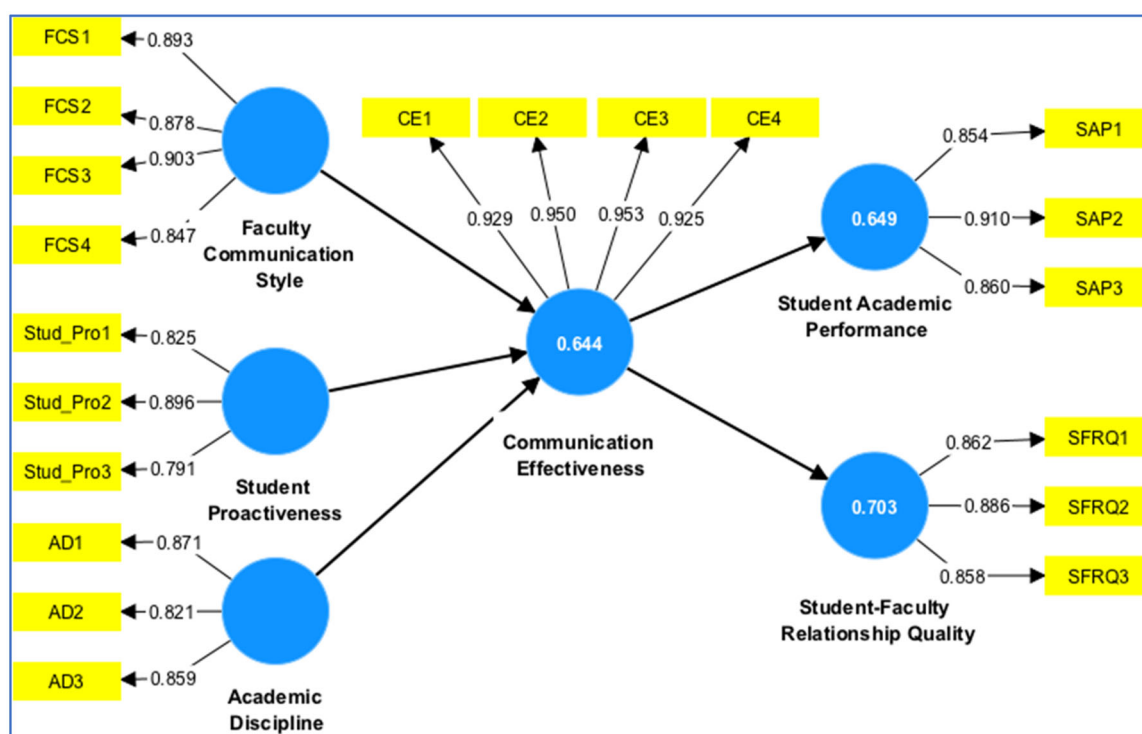 FCS1
0.893
FCS2
0.878
FCS3
0.903
FCS4
0.847
Faculty
Communication
Style
Stud_Pro1
0.825
Stud_Pro2
0.896
Stud_Pro3
0.791
Student
Proactiveness
AD1
0.871
AD2
0.821
AD3
0.859
Academic
Discipline
CE1
CE2
CE3
CE4
0.929
0.950
0.953
0.925
0.644
Communication
Effectiveness
0.649
Student Academic
Performance
0.854
SAP1
0.910
SAP2
0.860
SAP3
0.703
Student-Faculty
Relationship Quality
0.862
SFRQ1
0.886
SFRQ2
0.858
SFRQ3